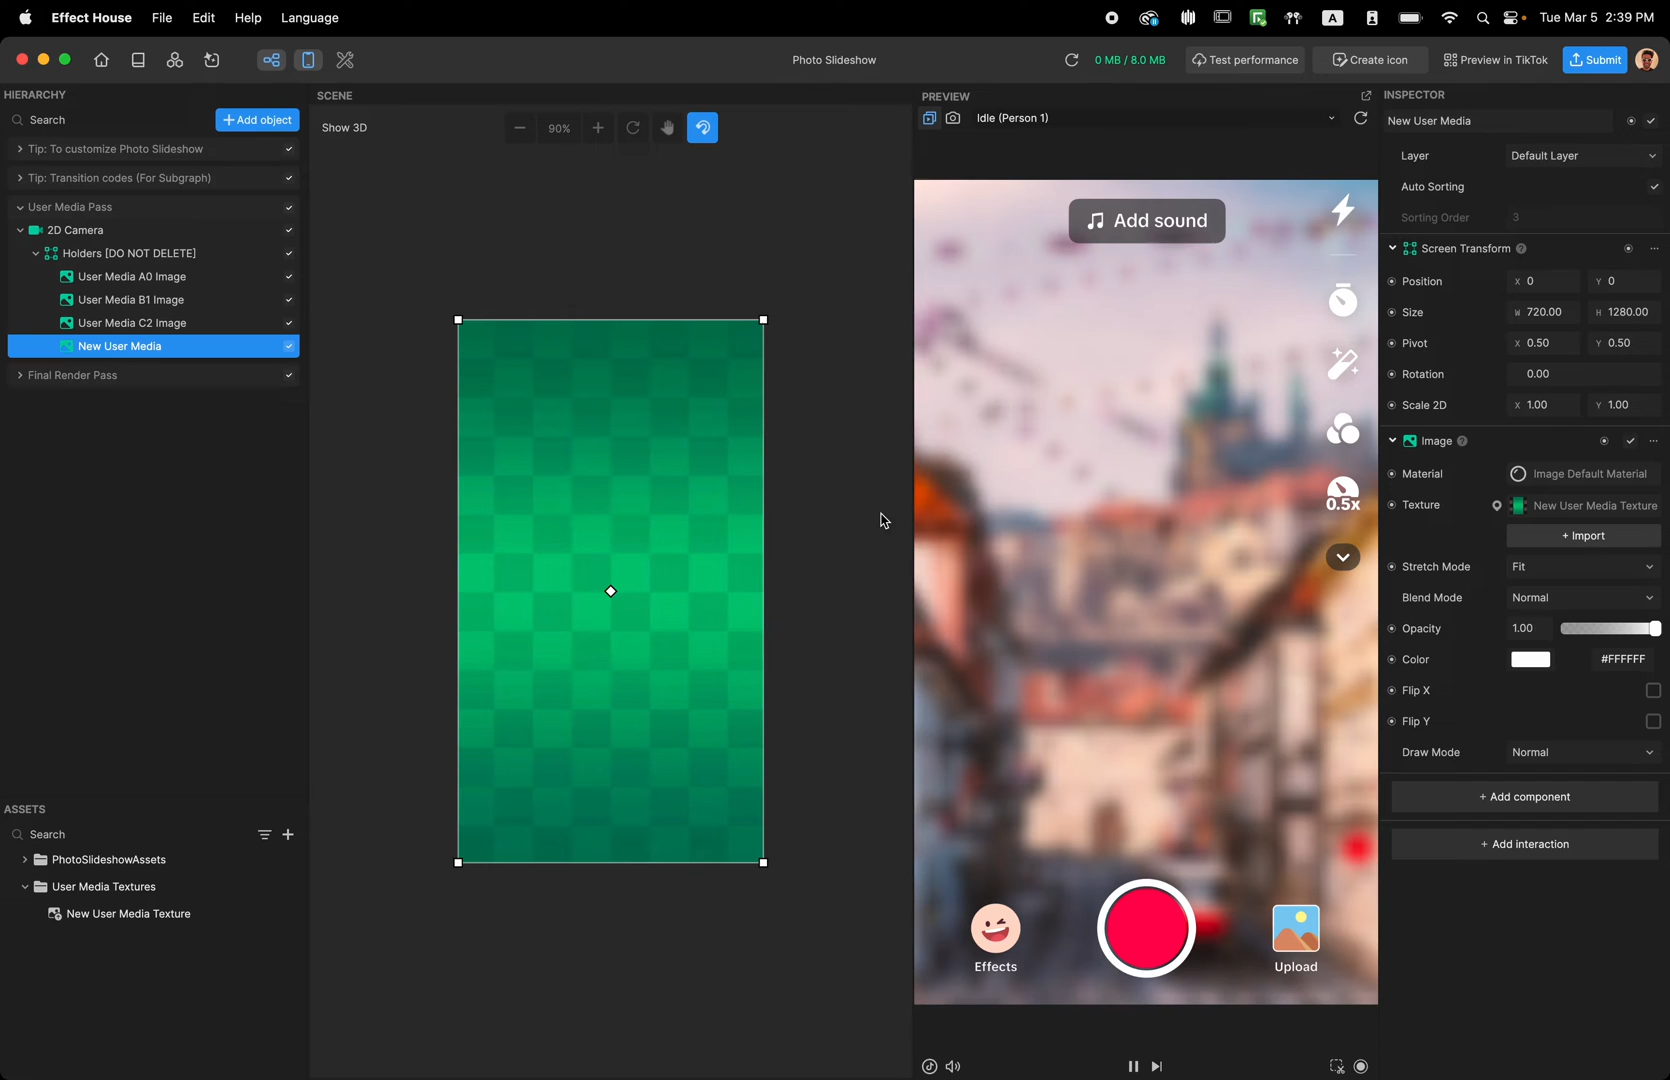 Effect House File Edit Help Language
A
Tue Mar 5 2:39 PM
Photo Slideshow
0 MB / 8.0 MB
Test performance
Create icon
Preview in TikTok
Submit
HIERARCHY
Search
+ Add object
Tip: To customize Photo Slideshow
Tip: Transition codes (For Subgraph)
User Media Pass
2D Camera
Holders [DO NOT DELETE]
User Media A0 Image
User Media B1 Image
User Media C2 Image
New User Media
Final Render Pass
ASSETS
Search
PhotoSlideshowAssets
User Media Textures
New User Media Texture
SCENE
Show 3D
90%
PREVIEW
Idle (Person 1)
Add sound
0.5x
Effects
Upload
INSPECTOR
New User Media
Layer Default Layer
Auto Sorting
Sorting Order 3
Screen Transform
Position X 0 Y 0
Size W 720.00 H 1280.00
Pivot X 0.50 Y 0.50
Rotation 0.00
Scale 2D X 1.00 Y 1.00
Image
Material Image Default Material
Texture New User Media Texture
+ Import
Stretch Mode Fit
Blend Mode Normal
Opacity 1.00
Color #FFFFFF
Flip X
Flip Y
Draw Mode Normal
+ Add component
+ Add interaction